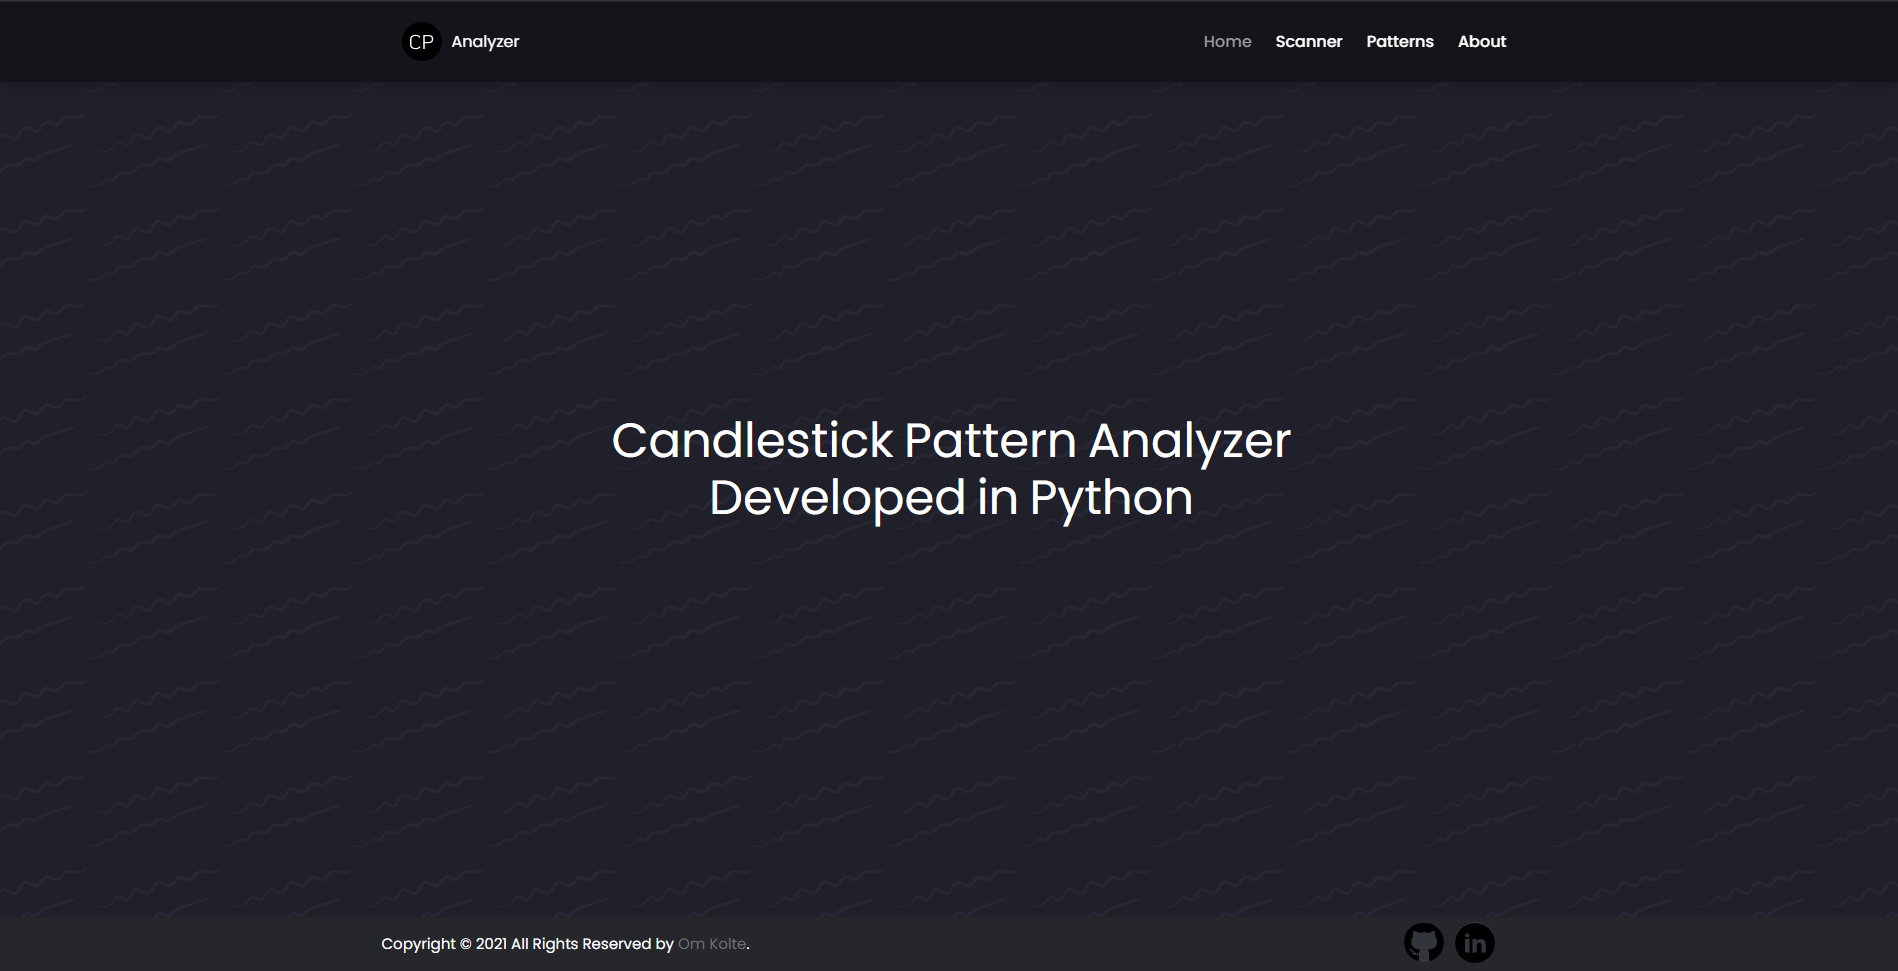 CP Analyzer
Home Scanner Patterns About
Candlestick Pattern Analyzer
Developed in Python
Copyright © 2021 All Rights Reserved by Om Kolte.
in